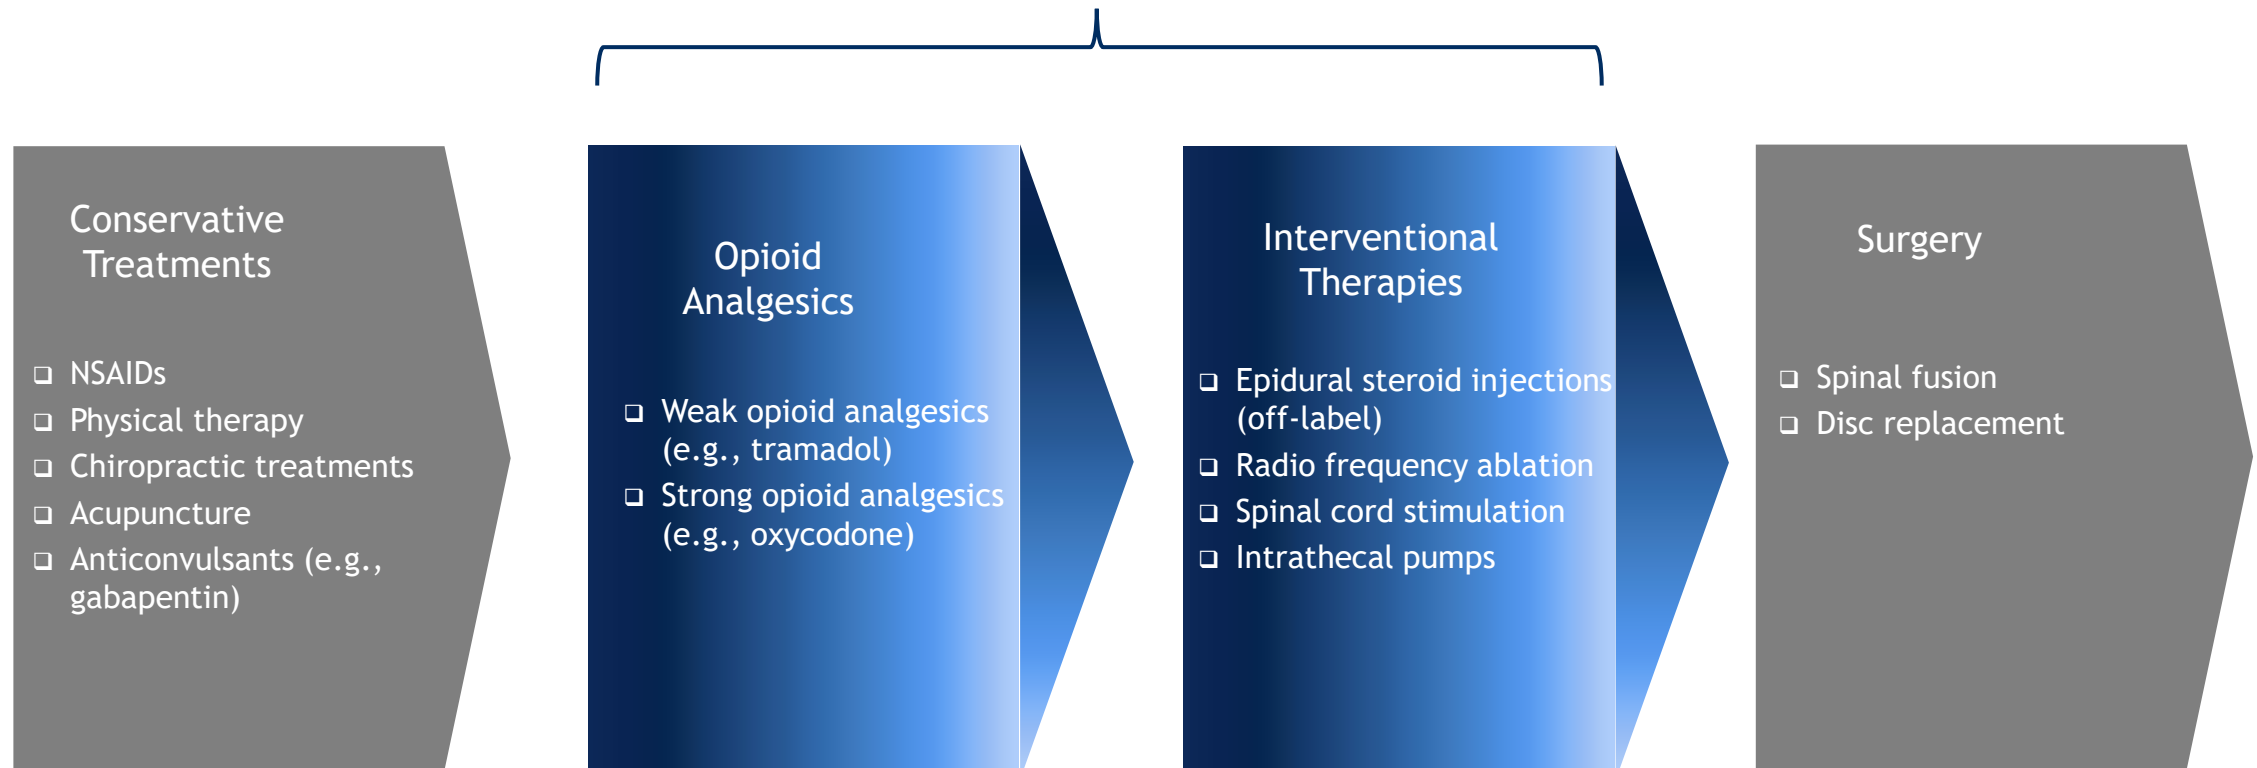 Conservative
Treatments
❑ NSAIDs
❑ Physical therapy
❑ Chiropractic treatments
❑ Acupuncture
❑ Anticonvulsants (e.g.,
gabapentin)
Opioid
Analgesics
❑ Weak opioid analgesics
(e.g., tramadol)
❑ Strong opioid analgesics
(e.g., oxycodone)
Interventional
Therapies
❑ Epidural steroid injections
(off-label)
❑ Radio frequency ablation
❑ Spinal cord stimulation
❑ Intrathecal pumps
Surgery
❑ Spinal fusion
❑ Disc replacement